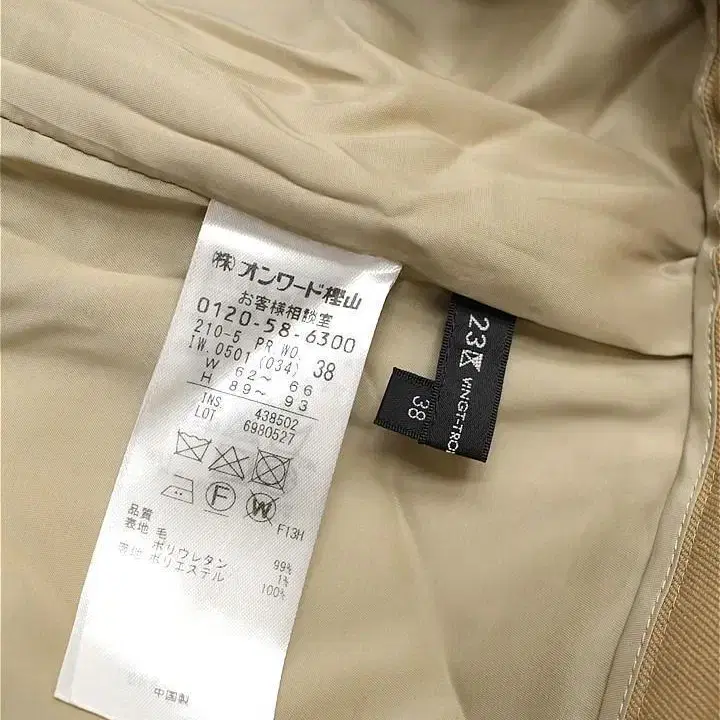 (株)オンワード樫山
お客様相談室
0120-58-6300
210-5 PR WO.
IW.0501 (034) 38
W 62～ 66
H 89～ 93
INS 438502
LOT 6980527
F
W
F13H
品質
表地 毛 99%
ポリウレタン 1%
ポリエステル 100%
中国製
23区
VINGT-TROI
38